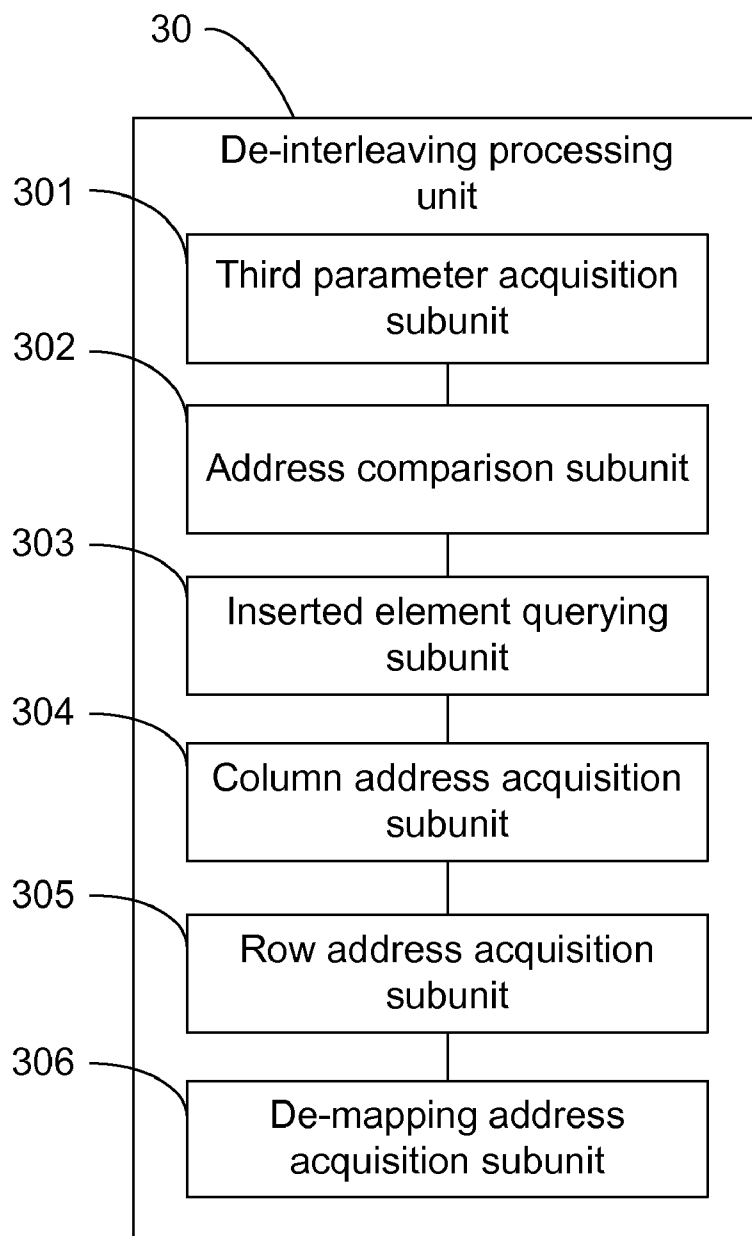 30
De-interleaving processing
unit
301
Third parameter acquisition
subunit
302
Address comparison subunit
303
Inserted element querying
subunit
304
Column address acquisition
subunit
305
Row address acquisition
subunit
306
De-mapping address
acquisition subunit